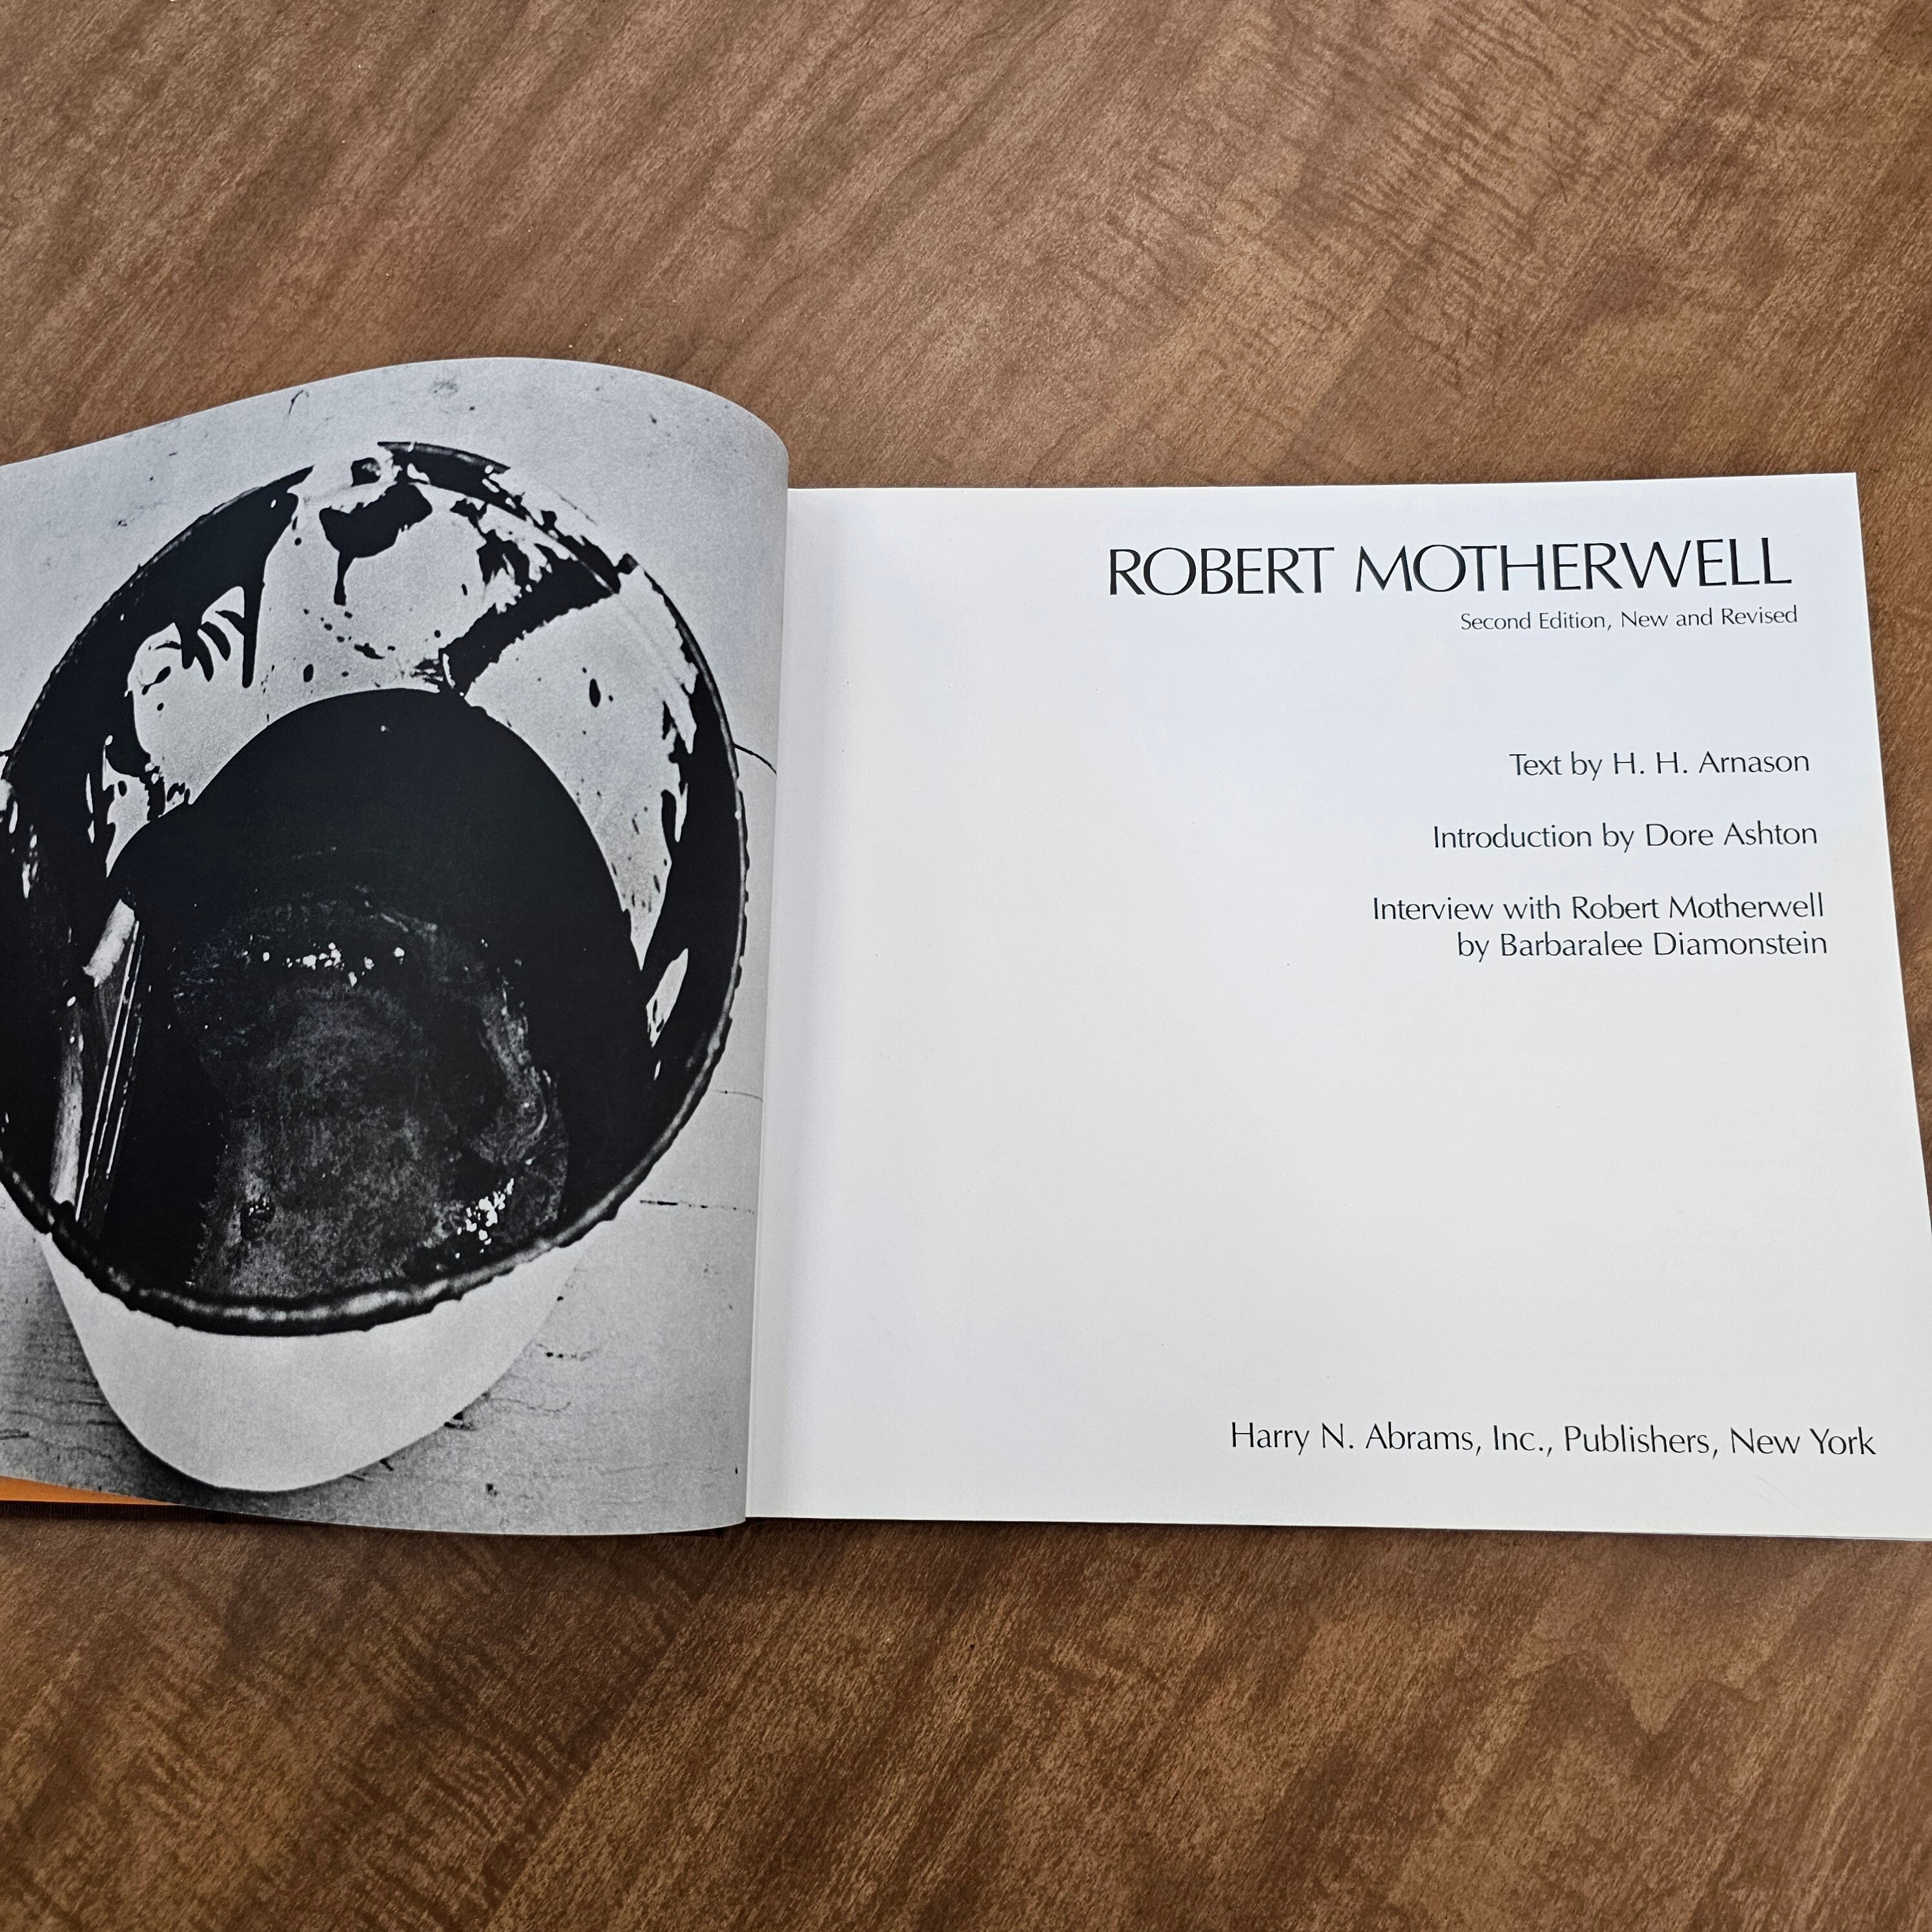 ROBERT MOTHERWELL
Second Edition, New and Revised
Text by H. H. Arnason
Introduction by Dore Ashton
Interview with Robert Motherwell
by Barbaralee Diamonstein
Harry N. Abrams, Inc., Publishers, New York